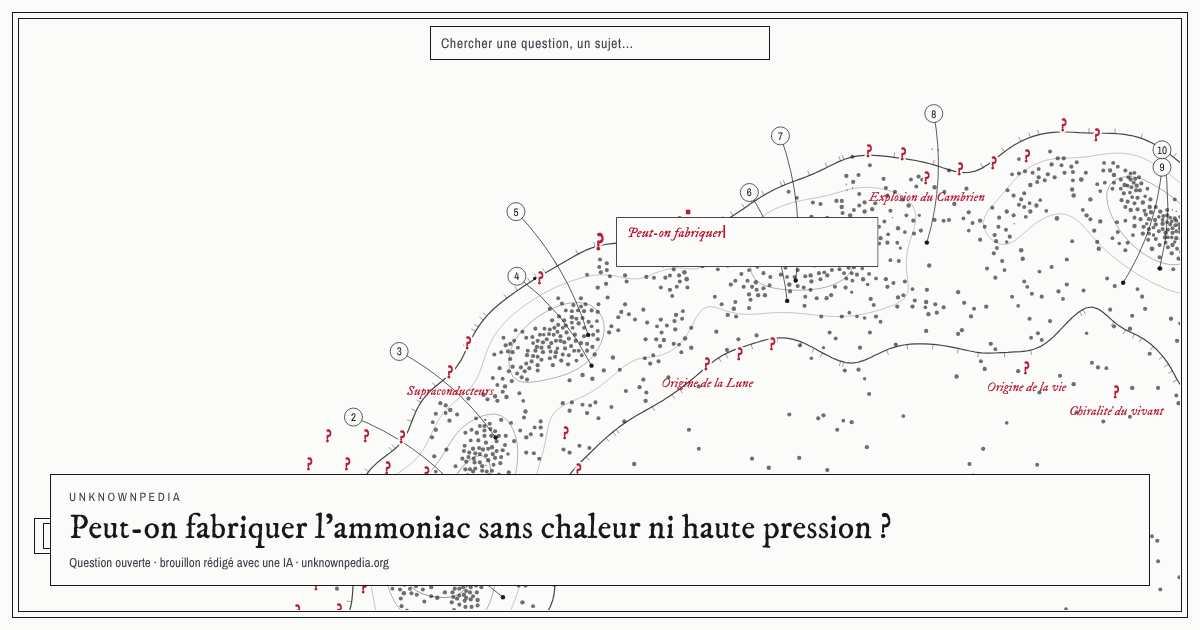 Chercher une question, un sujet...
8
7
10
9
Explosion du Cambrien
6
5
Peut-on fabriquer
4
3
Origine de la Lune
Origine de la vie
Supraconducteurs
Chiralité du vivant
2
UNKNOWNPEDIA
Peut-on fabriquer l'ammoniac sans chaleur ni haute pression ?
Question ouverte · brouillon rédigé avec une IA · unknownpedia.org